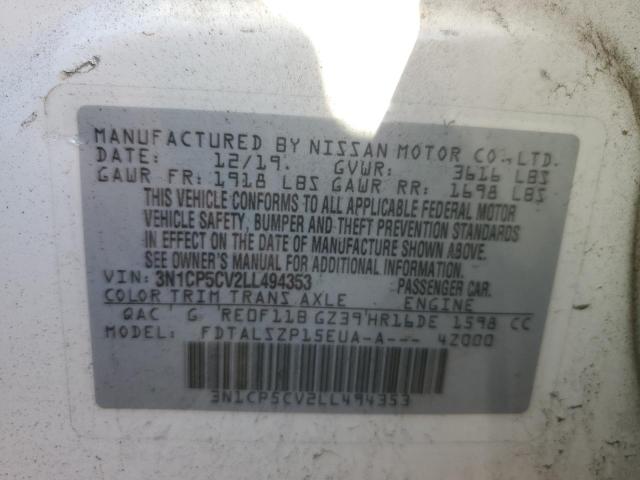 MANUFACTURED BY NISSAN MOTOR CO., LTD.
DATE: 12/19. GVWR: 3616 LBS
GAWR FR: 1918 LBS GAWR RR: 1698 LBS
THIS VEHICLE CONFORMS TO ALL APPLICABLE FEDERAL MOTOR
VEHICLE SAFETY, BUMPER AND THEFT PREVENTION STANDARDS
IN EFFECT ON THE DATE OF MANUFACTURE SHOWN ABOVE.
SEE OWNER'S MANUAL FOR ADDITIONAL INFORMATION.
VIN: 3N1CP5CV2LL494353 PASSENGER CAR.
COLOR TRIM TRANS AXLE ENGINE
QAC G RE0F11B GZ39 HR16DE 1598 CC
MODEL: FDTALSZP15EUA-A--- 42000
3N1CP5CV2LL494353